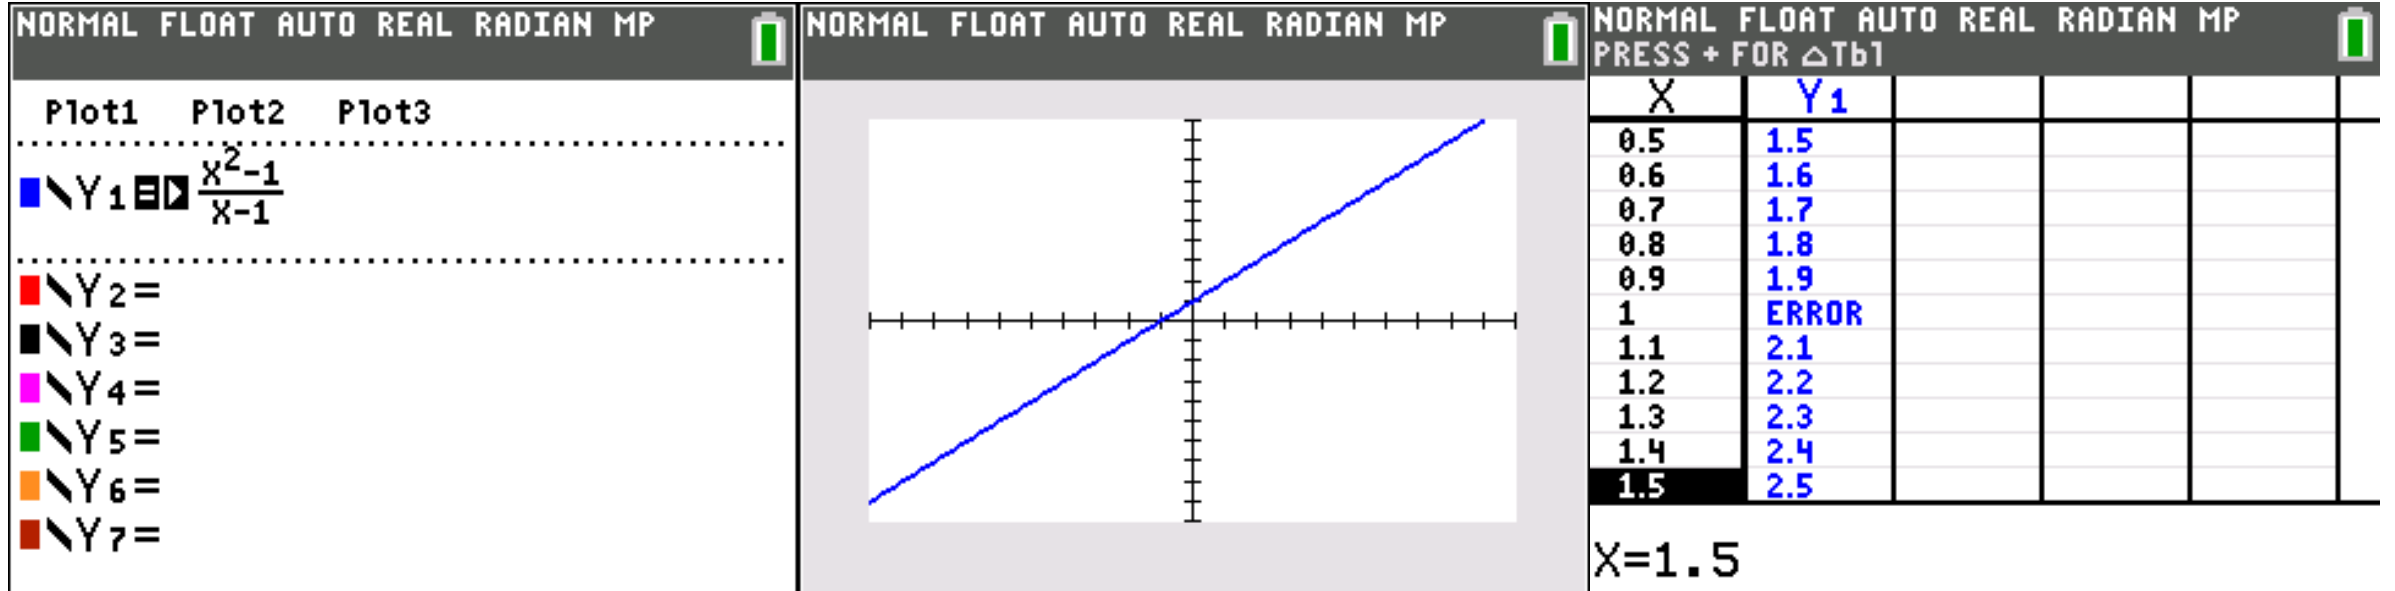 NORMAL FLOAT AUTO REAL RADIAN MP
Plot1 Plot2 Plot3
\Y1=▶ (X²-1)/(X-1)
\Y2=
\Y3=
\Y4=
\Y5=
\Y6=
\Y7=
NORMAL FLOAT AUTO REAL RADIAN MP
NORMAL FLOAT AUTO REAL RADIAN MP
PRESS + FOR △Tbl
X Y1
0.5 1.5
0.6 1.6
0.7 1.7
0.8 1.8
0.9 1.9
1 ERROR
1.1 2.1
1.2 2.2
1.3 2.3
1.4 2.4
1.5 2.5
X=1.5